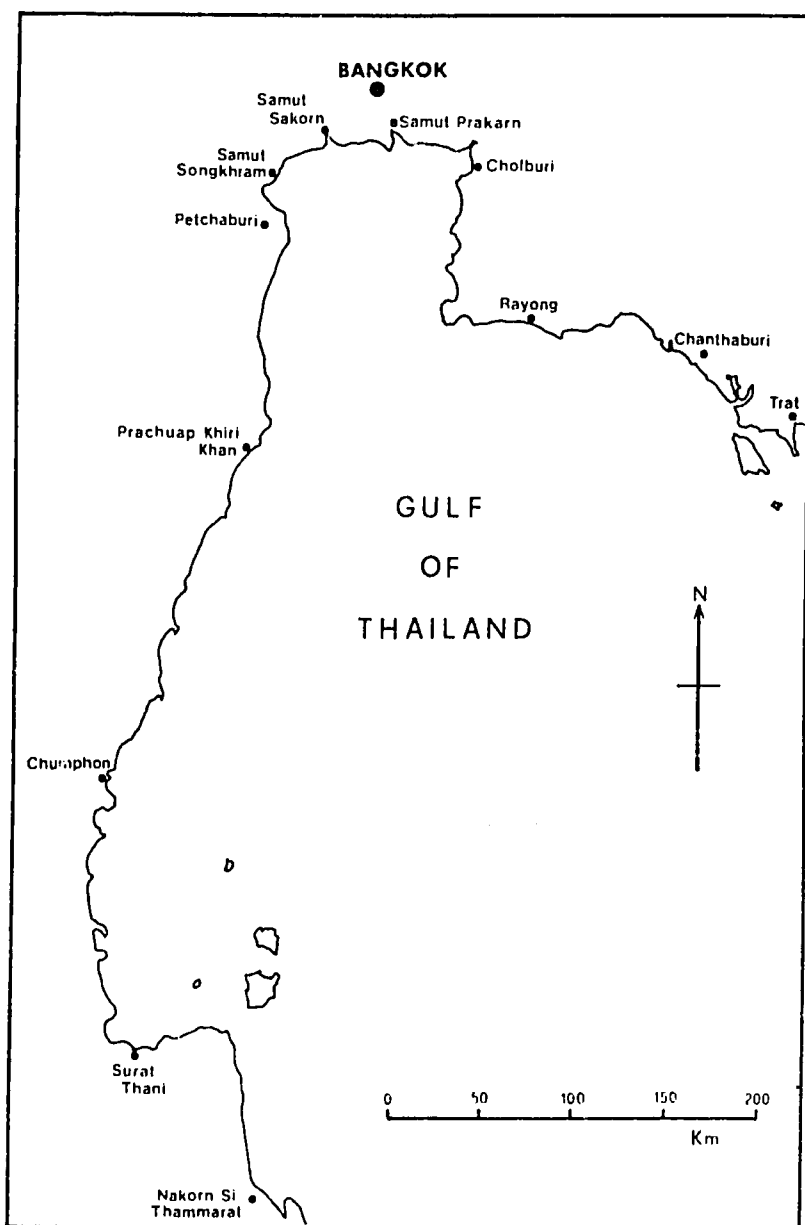 BANGKOK
Samut
Sakorn
Samut Prakarn
Samut
Songkhram
Cholburi
Petchaburi
Rayong
Chanthaburi
Trat
Prachuap Khiri
Khan
GULF
OF
THAILAND
N
Chumphon
Surat
Thani
0 50 100 150 200
Km
Nakorn Si
Thammarat